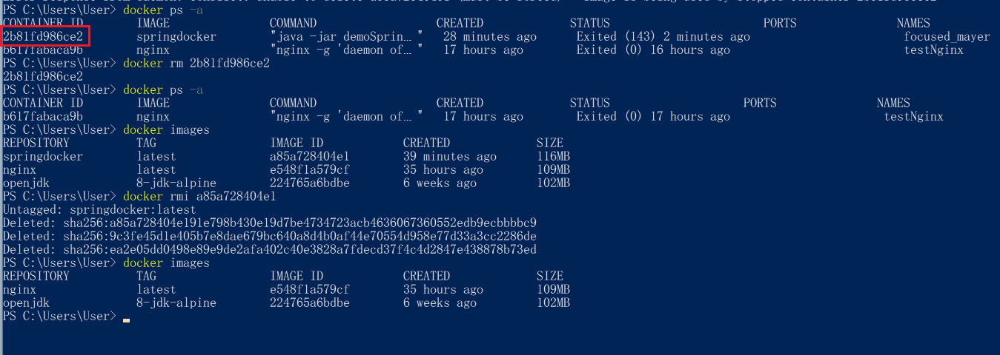 PS C:\Users\User> docker ps -a
CONTAINER ID IMAGE COMMAND CREATED STATUS PORTS NAMES
2b81fd986ce2 springdocker "java -jar demoSprin… " 28 minutes ago Exited (143) 2 minutes ago focused_mayer
b617fabaca9b nginx "nginx -g 'daemon of… " 17 hours ago Exited (0) 16 hours ago testNginx
PS C:\Users\User> docker rm 2b81fd986ce2
2b81fd986ce2
PS C:\Users\User> docker ps -a
CONTAINER ID IMAGE COMMAND CREATED STATUS PORTS NAMES
b617fabaca9b nginx "nginx -g 'daemon of… " 17 hours ago Exited (0) 17 hours ago testNginx
PS C:\Users\User> docker images
REPOSITORY TAG IMAGE ID CREATED SIZE
springdocker latest a85a728404e1 39 minutes ago 116MB
nginx latest e548f1a579cf 35 hours ago 109MB
openjdk 8-jdk-alpine 224765a6bdbe 6 weeks ago 102MB
PS C:\Users\User> docker rmi a85a728404e1
Untagged: springdocker:latest
Deleted: sha256:a85a728404e191e798b430e19d7be4734723acb4636067360552edb9ecbbbbc9
Deleted: sha256:9c3fe45d1e405b7e8dae679bc640a8d4b0af44e70554d958e77d33a3cc2286de
Deleted: sha256:ea2e05dd0498e89e9de2afa402c40e3828a7fdecd37f4c4d2847e438878b73ed
PS C:\Users\User> docker images
REPOSITORY TAG IMAGE ID CREATED SIZE
nginx latest e548f1a579cf 35 hours ago 109MB
openjdk 8-jdk-alpine 224765a6bdbe 6 weeks ago 102MB
PS C:\Users\User>